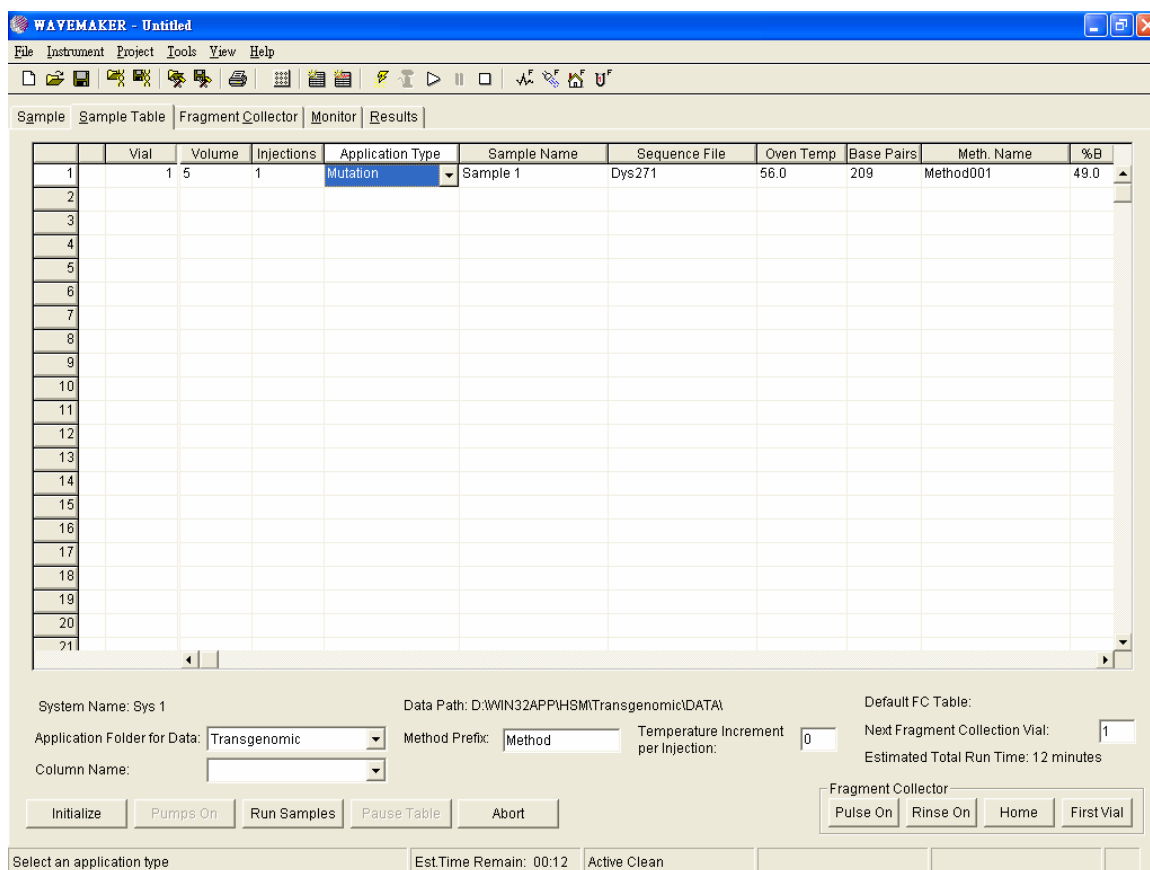 WAVEMAKER - Untitled
File Instrument Project Tools View Help
Sample Sample Table Fragment Collector Monitor Results
Vial Volume Injections Application Type Sample Name Sequence File Oven Temp Base Pairs Meth. Name %B
1 1 5 1 Mutation Sample 1 Dys271 56.0 209 Method001 49.0
2
3
4
5
6
7
8
9
10
11
12
13
14
15
16
17
18
19
20
21
System Name: Sys 1 Data Path: D:\WIN32APP\HSM\Transgenomic\DATA\ Default FC Table:
Application Folder for Data: Transgenomic Method Prefix: Method Temperature Increment per Injection: 0 Next Fragment Collection Vial: 1
Estimated Total Run Time: 12 minutes
Column Name:
Fragment Collector
Initialize Pumps On Run Samples Pause Table Abort Pulse On Rinse On Home First Vial
Select an application type Est.Time Remain: 00:12 Active Clean